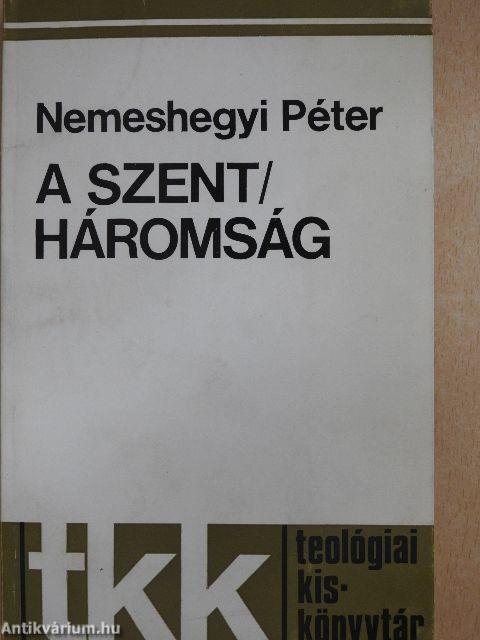 Nemeshegyi Péter
A SZENT/
HÁROMSÁG
tkk
teológiai
kis-
könyvtár
Antikvárium.hu